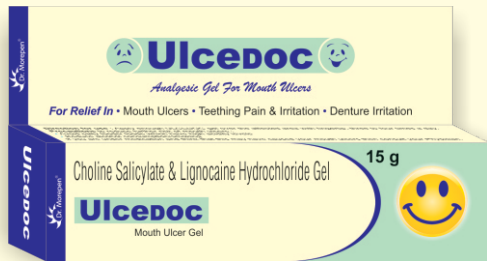 Dr. Morepen
ULCEDOC
Analgesic Gel For Mouth Ulcers
For Relief In • Mouth Ulcers • Teething Pain & Irritation • Denture Irritation
ULCEDOC
Dr. Morepen
Choline Salicylate & Lignocaine Hydrochloride Gel
15 g
ULCEDOC
Mouth Ulcer Gel